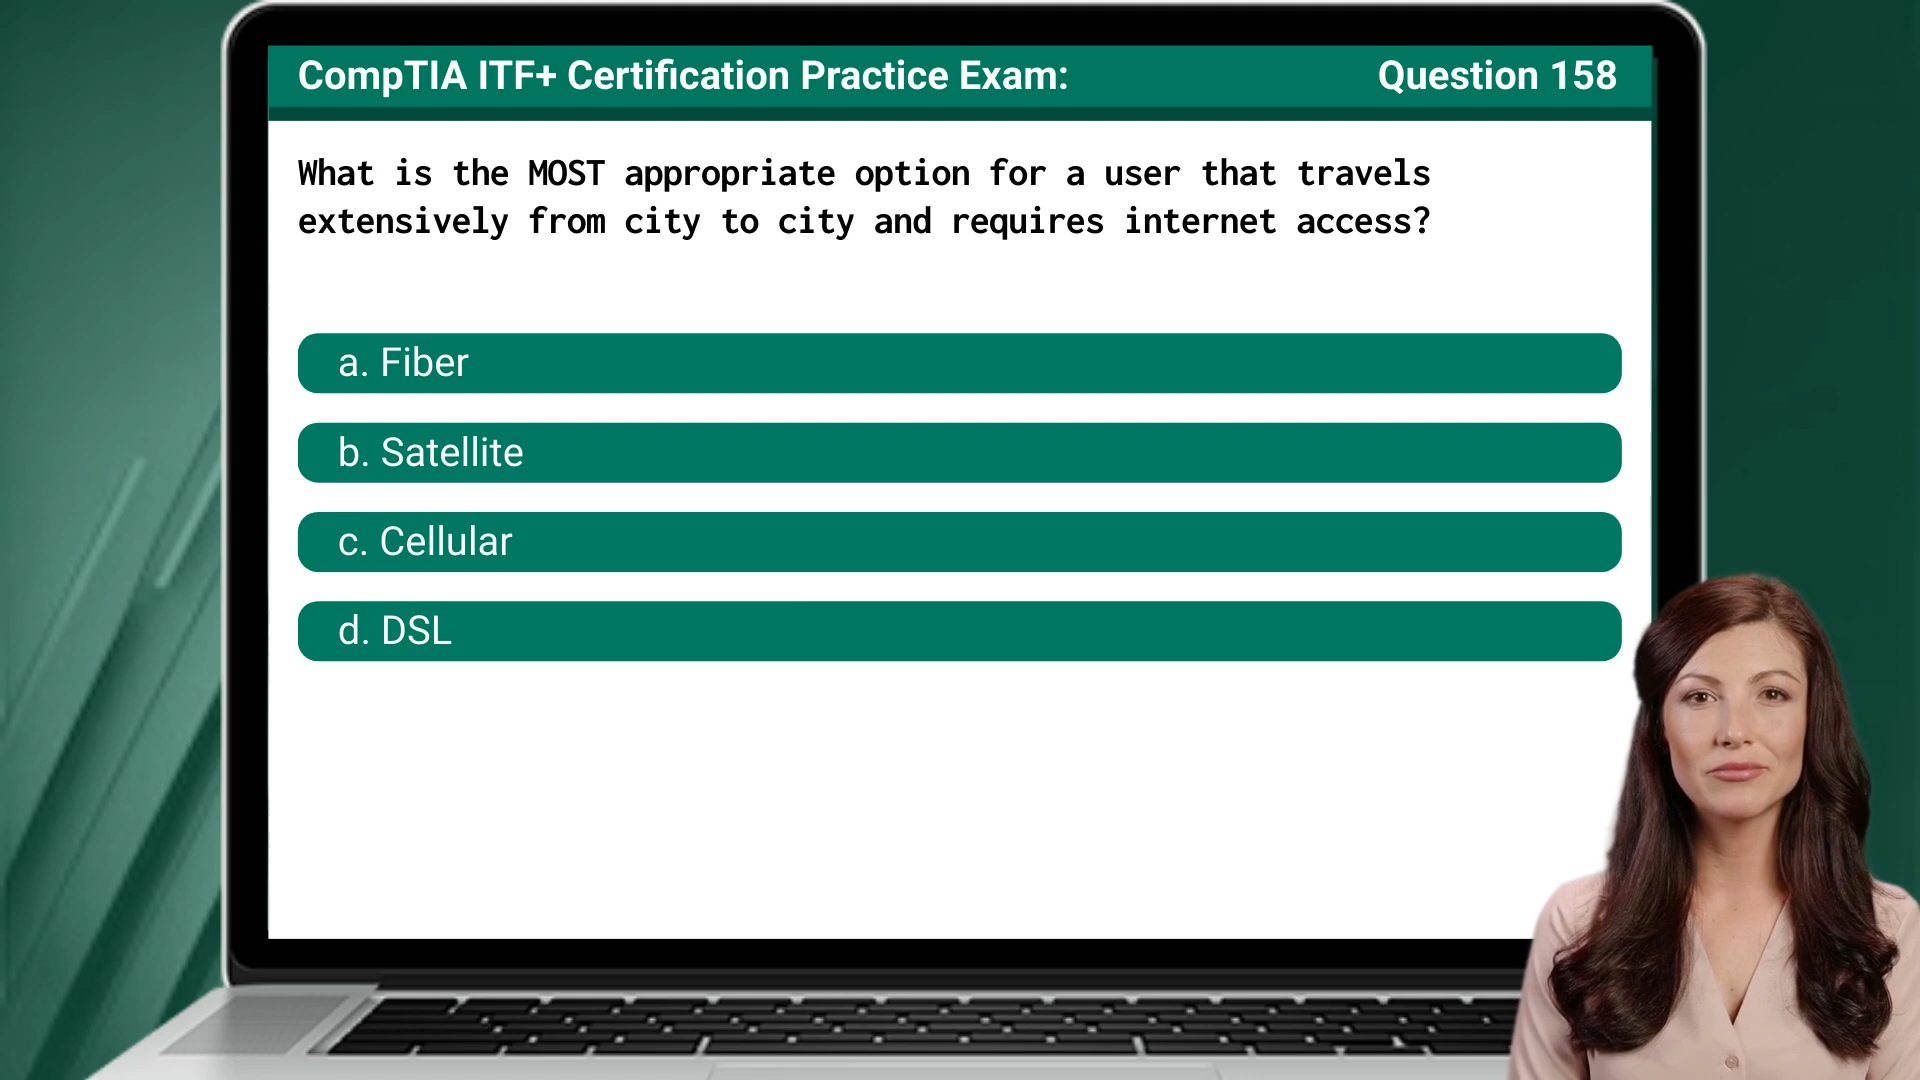 CompTIA ITF+ Certification Practice Exam:
Question 158
What is the MOST appropriate option for a user that travels
extensively from city to city and requires internet access?
a. Fiber
b. Satellite
c. Cellular
d. DSL